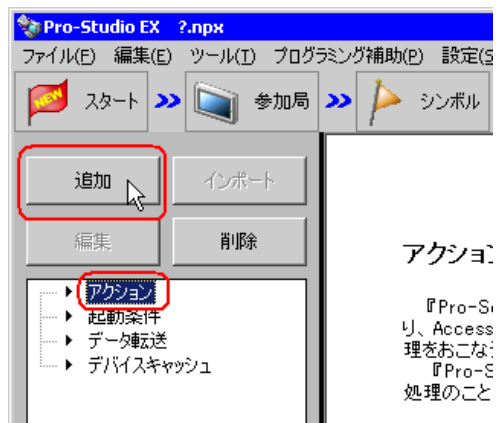 Pro-Studio EX ?.npx
ファイル(F) 編集(E) ツール(T) プログラミング補助(P) 設定(S
NEW スタート 参加局 シンボル
追加 インポート
編集 削除
アクション
起動条件
データ転送
デバイスキャッシュ
アクション
『Pro-Se
り、Access
理をおこな
『Pro-S
処理のこと